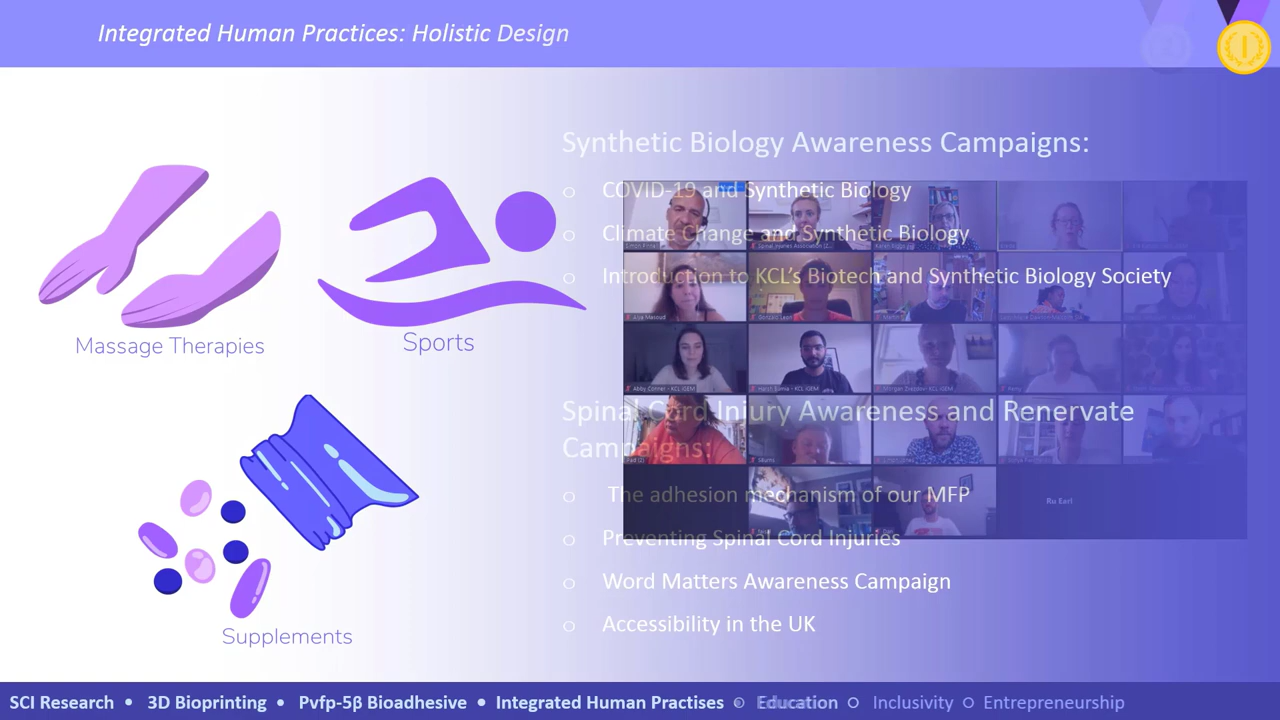 Integrated Human Practices: Holistic Design
Synthetic Biology Awareness Campaigns:
COVID-19 and Synthetic Biology
Climate Change and Synthetic Biology
Introduction to KCL's Biotech and Synthetic Biology Society
Massage Therapies
Sports
Spinal Cord Injury Awareness and Renervate
Campaigns:
The adhesion mechanism of our MFP
Ru Earl
Preventing Spinal Cord Injuries
Word Matters Awareness Campaign
Accessibility in the UK
Supplements
SCI Research • 3D Bioprinting • Pvfp-5β Bioadhesive • Integrated Human Practises Education Inclusivity Entrepreneurship